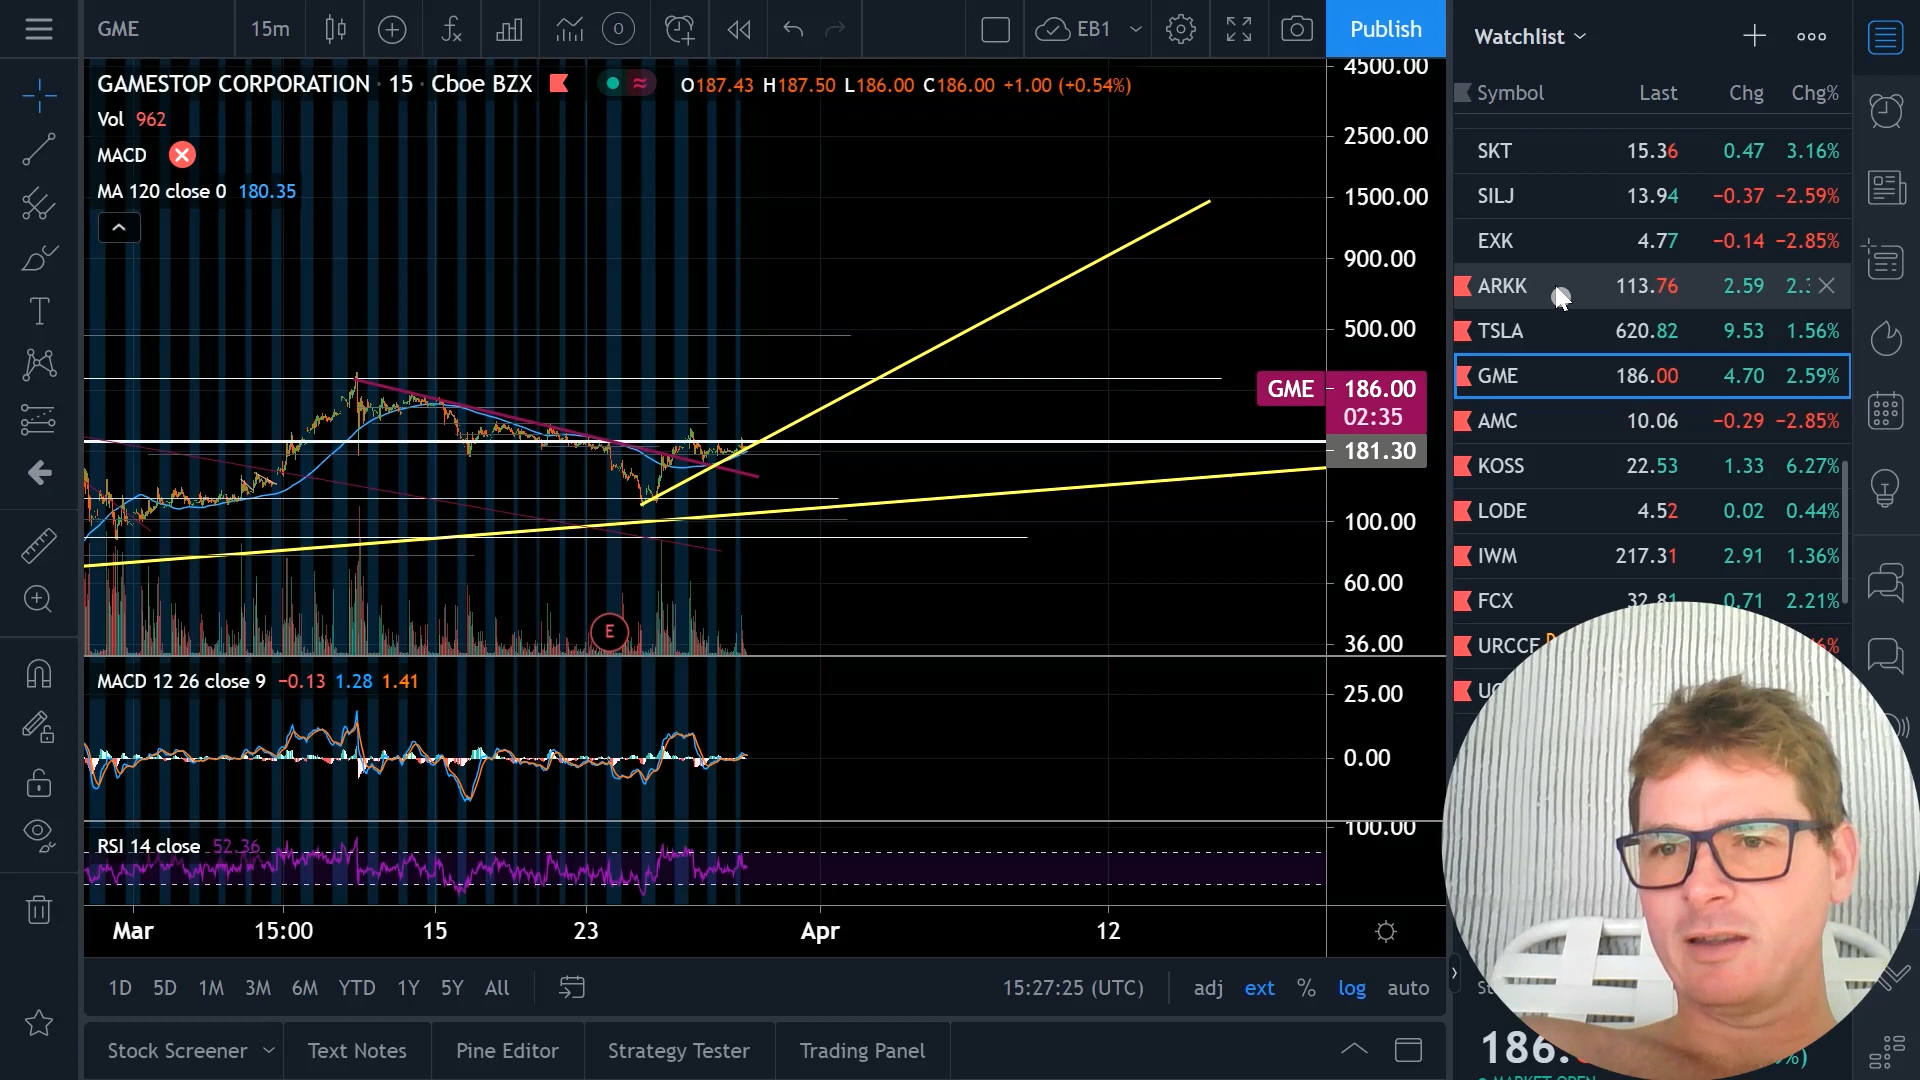 GME 15m EB1 Publish
GAMESTOP CORPORATION · 15 · Cboe BZX O187.43 H187.50 L186.00 C186.00 +1.00 (+0.54%)
Vol 962
MACD
MA 120 close 0 180.35
4500.00
2500.00
1500.00
900.00
500.00
GME 186.00
02:35
181.30
100.00
60.00
36.00
E
MACD 12 26 close 9 −0.13 1.28 1.41
25.00
0.00
RSI 14 close 52.36
100.00
Mar 15:00 15 23 Apr 12
1D 5D 1M 3M 6M YTD 1Y 5Y All 15:27:25 (UTC) adj ext % log auto
Stock Screener Text Notes Pine Editor Strategy Tester Trading Panel
Watchlist
Symbol Last Chg Chg%
SKT 15.36 0.47 3.16%
SILJ 13.94 −0.37 −2.59%
EXK 4.77 −0.14 −2.85%
ARKK 113.76 2.59
TSLA 620.82 9.53 1.56%
GME 186.00 4.70 2.59%
AMC 10.06 −0.29 −2.85%
KOSS 22.53 1.33 6.27%
LODE 4.52 0.02 0.44%
IWM 217.31 2.91 1.36%
FCX 32.81 0.71 2.21%
URCCF
186.